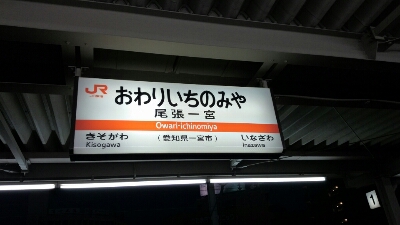 JR
おわりいちのみや
尾張一宮
Owari-ichinomiya
きそがわ (愛知県一宮市) いなざわ
Kisogawa Inazawa
1